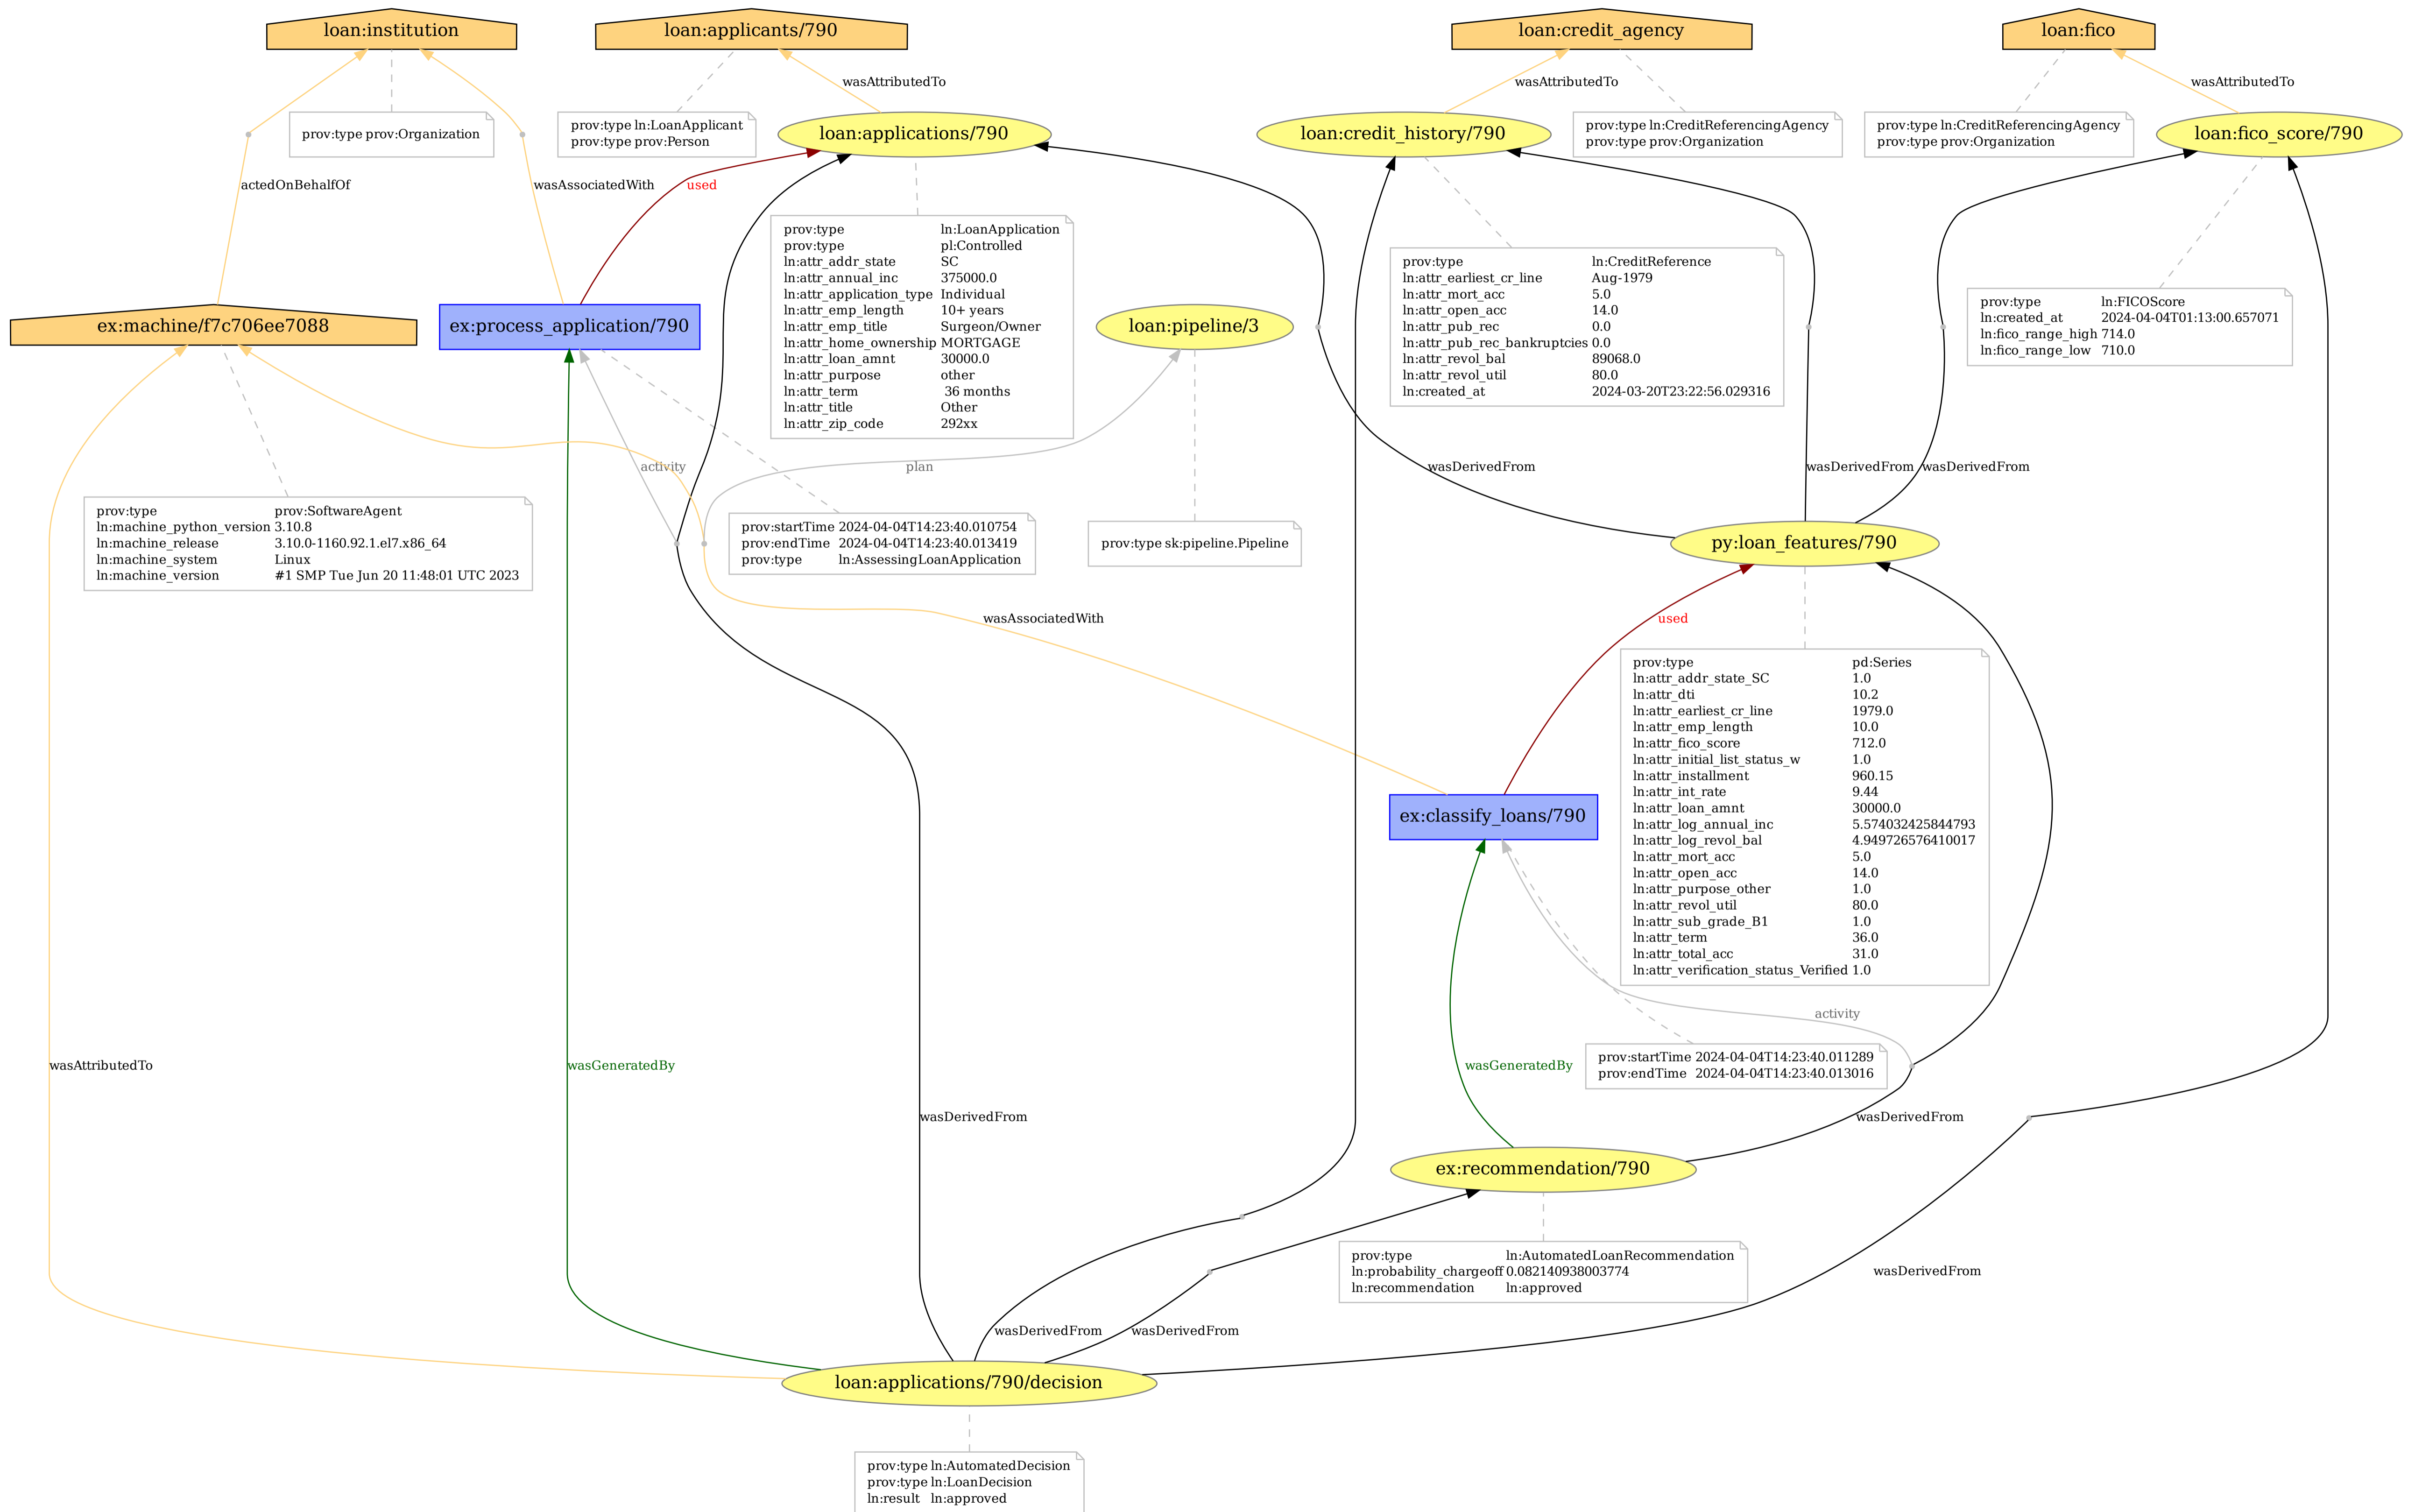 loan:institution
loan:applicants/790
loan:credit_agency
loan:fico
wasAttributedTo
wasAttributedTo
wasAttributedTo
prov:type prov:Organization
prov:type ln:LoanApplicant
prov:type prov:Person
loan:applications/790
loan:credit_history/790
prov:type ln:CreditReferencingAgency
prov:type prov:Organization
prov:type ln:CreditReferencingAgency
prov:type prov:Organization
loan:fico_score/790
actedOnBehalfOf
wasAssociatedWith
used
prov:type ln:LoanApplication
prov:type pl:Controlled
ln:attr_addr_state SC
ln:attr_annual_inc 375000.0
ln:attr_application_type Individual
ln:attr_emp_length 10+ years
ln:attr_emp_title Surgeon/Owner
ln:attr_home_ownership MORTGAGE
ln:attr_loan_amnt 30000.0
ln:attr_purpose other
ln:attr_term 36 months
ln:attr_title Other
ln:attr_zip_code 292xx
prov:type ln:CreditReference
ln:attr_earliest_cr_line Aug-1979
ln:attr_mort_acc 5.0
ln:attr_open_acc 14.0
ln:attr_pub_rec 0.0
ln:attr_pub_rec_bankruptcies 0.0
ln:attr_revol_bal 89068.0
ln:attr_revol_util 80.0
ln:created_at 2024-03-20T23:22:56.029316
prov:type ln:FICOScore
ln:created_at 2024-04-04T01:13:00.657071
ln:fico_range_high 714.0
ln:fico_range_low 710.0
ex:machine/f7c706ee7088
ex:process_application/790
loan:pipeline/3
activity
plan
wasDerivedFrom
wasDerivedFrom
wasDerivedFrom
prov:type prov:SoftwareAgent
ln:machine_python_version 3.10.8
ln:machine_release 3.10.0-1160.92.1.el7.x86_64
ln:machine_system Linux
ln:machine_version #1 SMP Tue Jun 20 11:48:01 UTC 2023
prov:startTime 2024-04-04T14:23:40.010754
prov:endTime 2024-04-04T14:23:40.013419
prov:type ln:AssessingLoanApplication
prov:type sk:pipeline.Pipeline
py:loan_features/790
wasAssociatedWith
used
prov:type pd:Series
ln:attr_addr_state_SC 1.0
ln:attr_dti 10.2
ln:attr_earliest_cr_line 1979.0
ln:attr_emp_length 10.0
ln:attr_fico_score 712.0
ln:attr_initial_list_status_w 1.0
ln:attr_installment 960.15
ln:attr_int_rate 9.44
ln:attr_loan_amnt 30000.0
ln:attr_log_annual_inc 5.574032425844793
ln:attr_log_revol_bal 4.949726576410017
ln:attr_mort_acc 5.0
ln:attr_open_acc 14.0
ln:attr_purpose_other 1.0
ln:attr_revol_util 80.0
ln:attr_sub_grade_B1 1.0
ln:attr_term 36.0
ln:attr_total_acc 31.0
ln:attr_verification_status_Verified 1.0
ex:classify_loans/790
activity
wasAttributedTo
wasGeneratedBy
wasGeneratedBy
prov:startTime 2024-04-04T14:23:40.011289
prov:endTime 2024-04-04T14:23:40.013016
wasDerivedFrom
wasDerivedFrom
ex:recommendation/790
prov:type ln:AutomatedLoanRecommendation
ln:probability_chargeoff 0.082140938003774
ln:recommendation ln:approved
wasDerivedFrom
wasDerivedFrom
wasDerivedFrom
loan:applications/790/decision
prov:type ln:AutomatedDecision
prov:type ln:LoanDecision
ln:result ln:approved